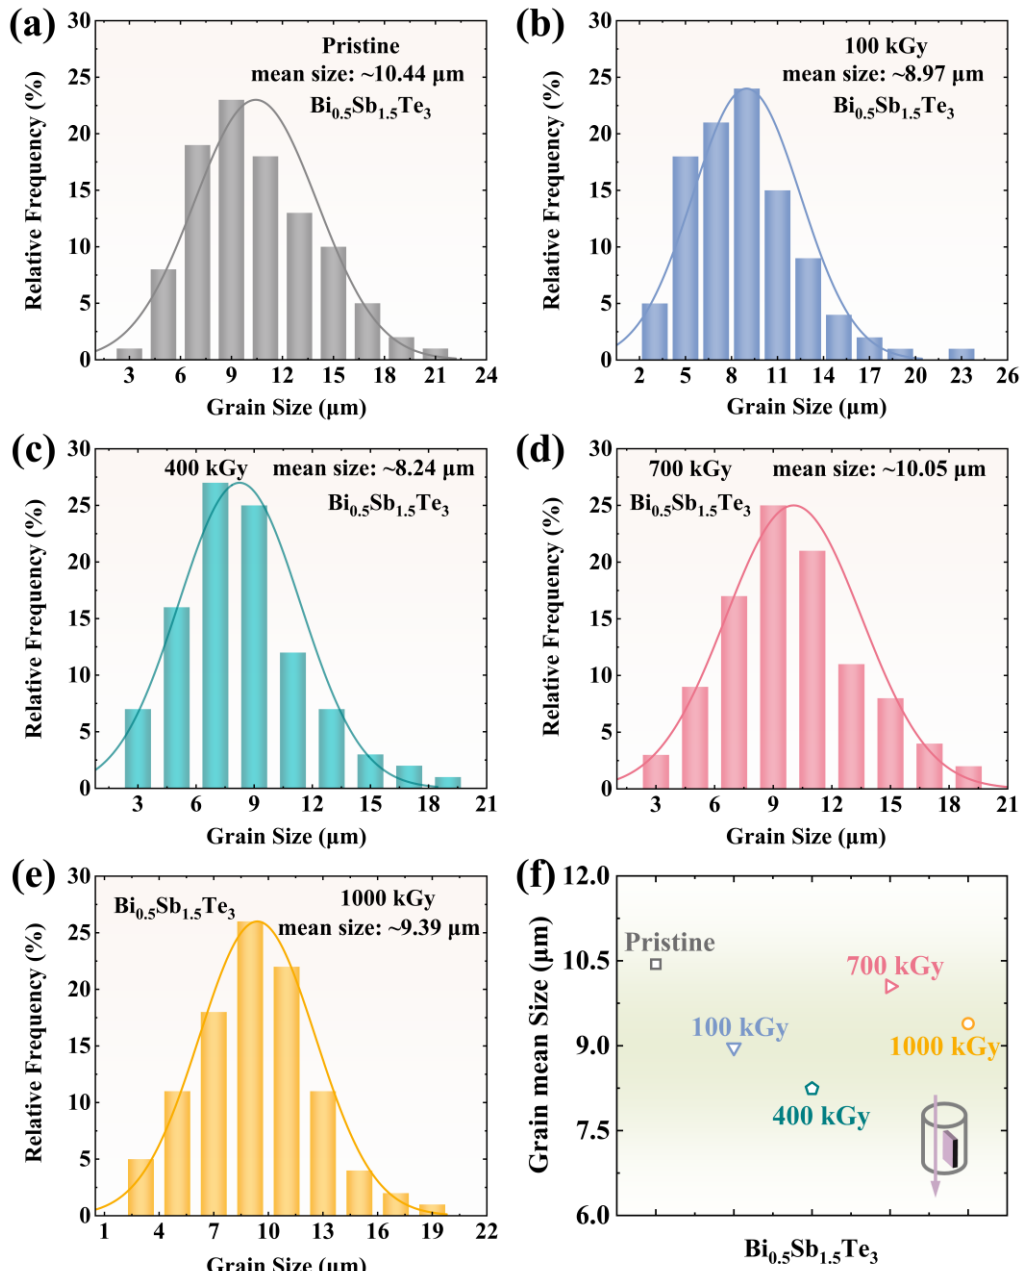 (a)
30
25
20
15
10
5
0
Relative Frequency (%)
Pristine
mean size: ~10.44 μm
Bi0.5Sb1.5Te3
3 6 9 12 15 18 21 24
Grain Size (μm)
(b)
30
25
20
15
10
5
0
Relative Frequency (%)
100 kGy
mean size: ~8.97 μm
Bi0.5Sb1.5Te3
2 5 8 11 14 17 20 23 26
Grain Size (μm)
(c)
30
25
20
15
10
5
0
Relative Frequency (%)
400 kGy mean size: ~8.24 μm
Bi0.5Sb1.5Te3
3 6 9 12 15 18 21
Grain Size (μm)
(d)
30
25
20
15
10
5
0
Relative Frequency (%)
700 kGy mean size: ~10.05 μm
Bi0.5Sb1.5Te3
3 6 9 12 15 18 21
Grain Size (μm)
(e)
30
25
20
15
10
5
0
Relative Frequency (%)
Bi0.5Sb1.5Te3
1000 kGy
mean size: ~9.39 μm
1 4 7 10 13 16 19 22
Grain Size (μm)
(f)
12.0
10.5
9.0
7.5
6.0
Grain mean Size (μm)
Pristine
700 kGy
100 kGy
1000 kGy
400 kGy
Bi0.5Sb1.5Te3